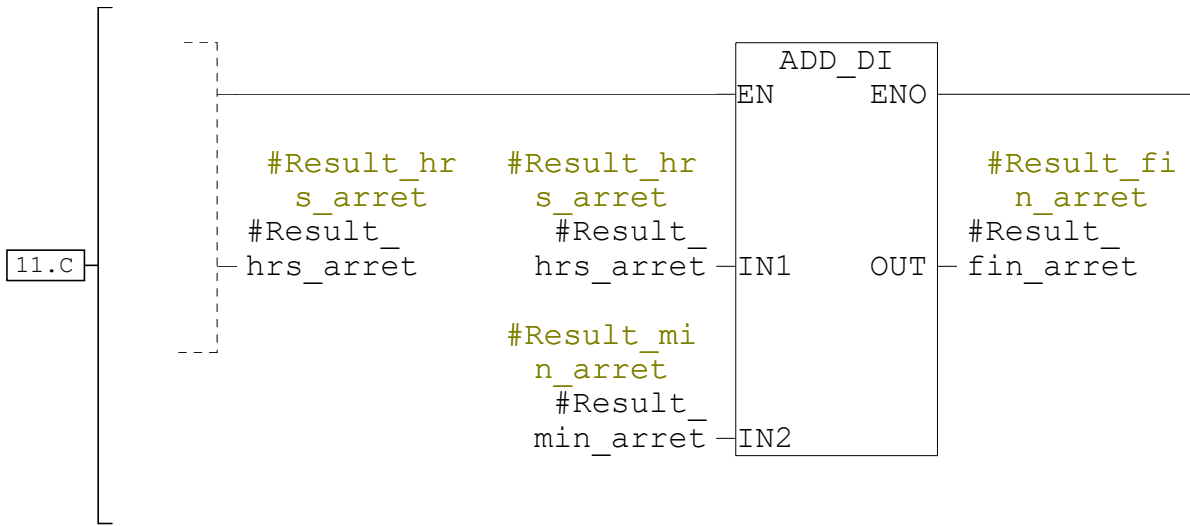 ADD_DI
EN ENO
#Result_hr
s_arret
#Result_
hrs_arret
#Result_hr
s_arret
#Result_
hrs_arret
IN1 OUT
#Result_fi
n_arret
#Result_
fin_arret
11.C
#Result_mi
n_arret
#Result_
min_arret
IN2